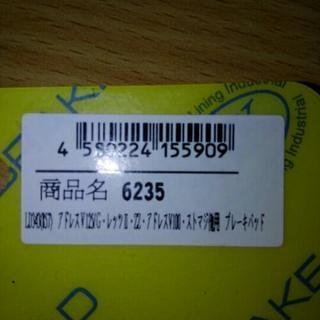 Lining Industrial
BRAKE
4 560224 155909
商品名 6235
アドレスV125/G・レッツII・ZZ・アドレスV100・ストマジ他用 ブレーキパッド